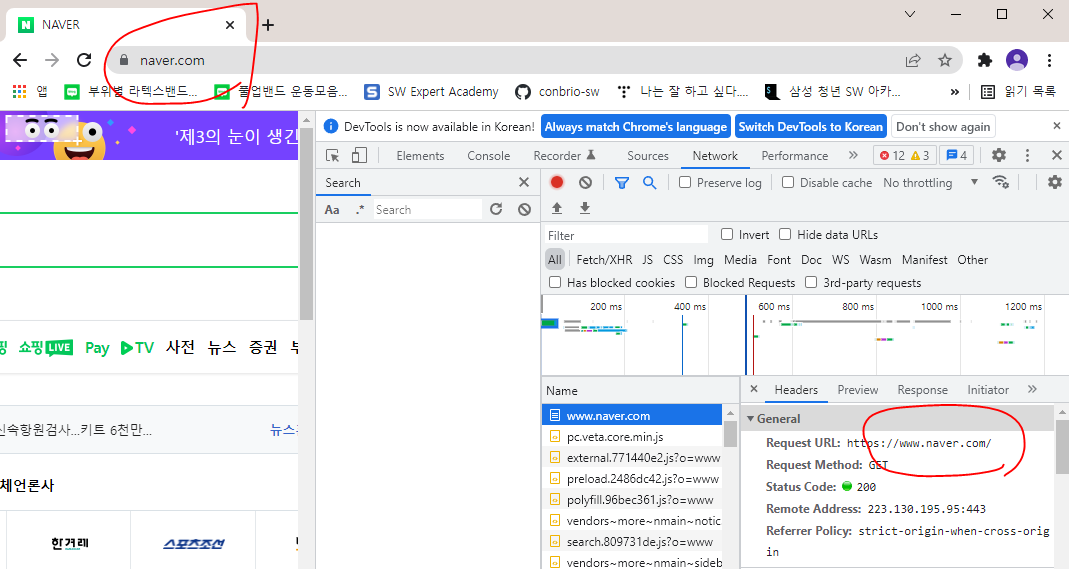 NAVER
naver.com
앱
부위별 라텍스밴드...
풀업밴드 운동모음...
SW Expert Academy
conbrio-sw
나는 잘 하고 싶다....
삼성 청년 SW 아카...
»
읽기 목록
'제3의 눈이 생긴
DevTools is now available in Korean!
Always match Chrome's language
Switch DevTools to Korean
Don't show again
Elements
Console
Recorder
Sources
Network
Performance
»
12
3
4
Search
Preserve log
Disable cache
No throttling
Aa
.*
Search
Filter
Invert
Hide data URLs
All
Fetch/XHR
JS
CSS
Img
Media
Font
Doc
WS
Wasm
Manifest
Other
Has blocked cookies
Blocked Requests
3rd-party requests
200 ms
400 ms
600 ms
800 ms
1000 ms
1200 ms
쇼핑LIVE
Pay
TV
사전
뉴스
증권
신속항원검사...키트 6천만...
뉴스
체언론사
한겨레
스포츠조선
Name
www.naver.com
pc.veta.core.min.js
external.771440e2.js?o=www
preload.2486dc42.js?o=www
polyfill.96bec361.js?o=www
vendors~more~nmain~notic
search.809731de.js?o=www
vendors~more~nmain~sideb
Headers
Preview
Response
Initiator
»
General
Request URL: https://www.naver.com/
Request Method: GET
Status Code: 200
Remote Address: 223.130.195.95:443
Referrer Policy: strict-origin-when-cross-orig
in